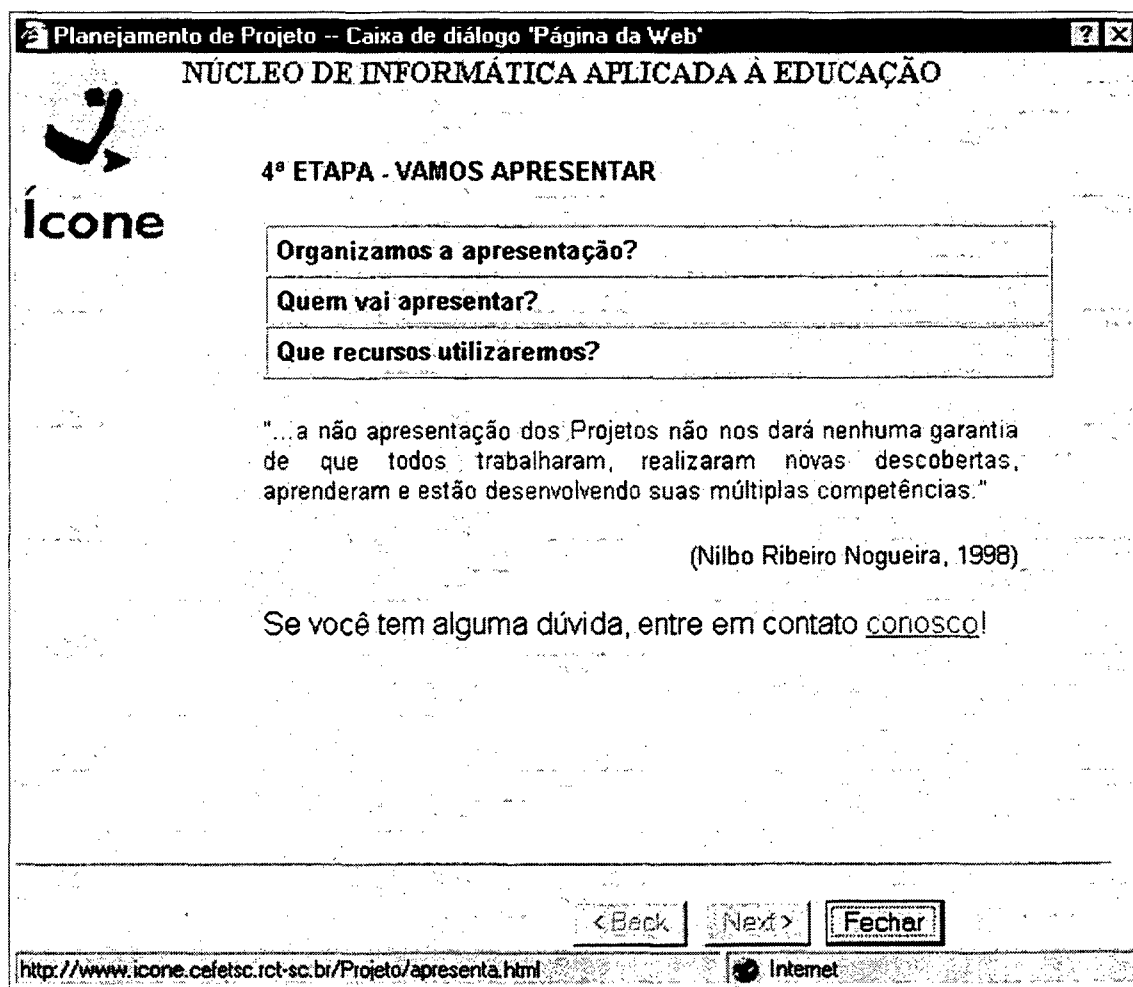 Planejamento de Projeto -- Caixa de diálogo 'Página da Web'
NÚCLEO DE INFORMÁTICA APLICADA À EDUCAÇÃO
Ícone
4ª ETAPA - VAMOS APRESENTAR
Organizamos a apresentação?
Quem vai apresentar?
Que recursos utilizaremos?
"...a não apresentação dos Projetos não nos dará nenhuma garantia
de que todos trabalharam, realizaram novas descobertas,
aprenderam e estão desenvolvendo suas múltiplas competências."
(Nilbo Ribeiro Nogueira, 1998)
Se você tem alguma dúvida, entre em contato conosco!
< Back Next > Fechar
http://www.icone.cefetsc.rct-sc.br/Projeto/apresenta.html Internet